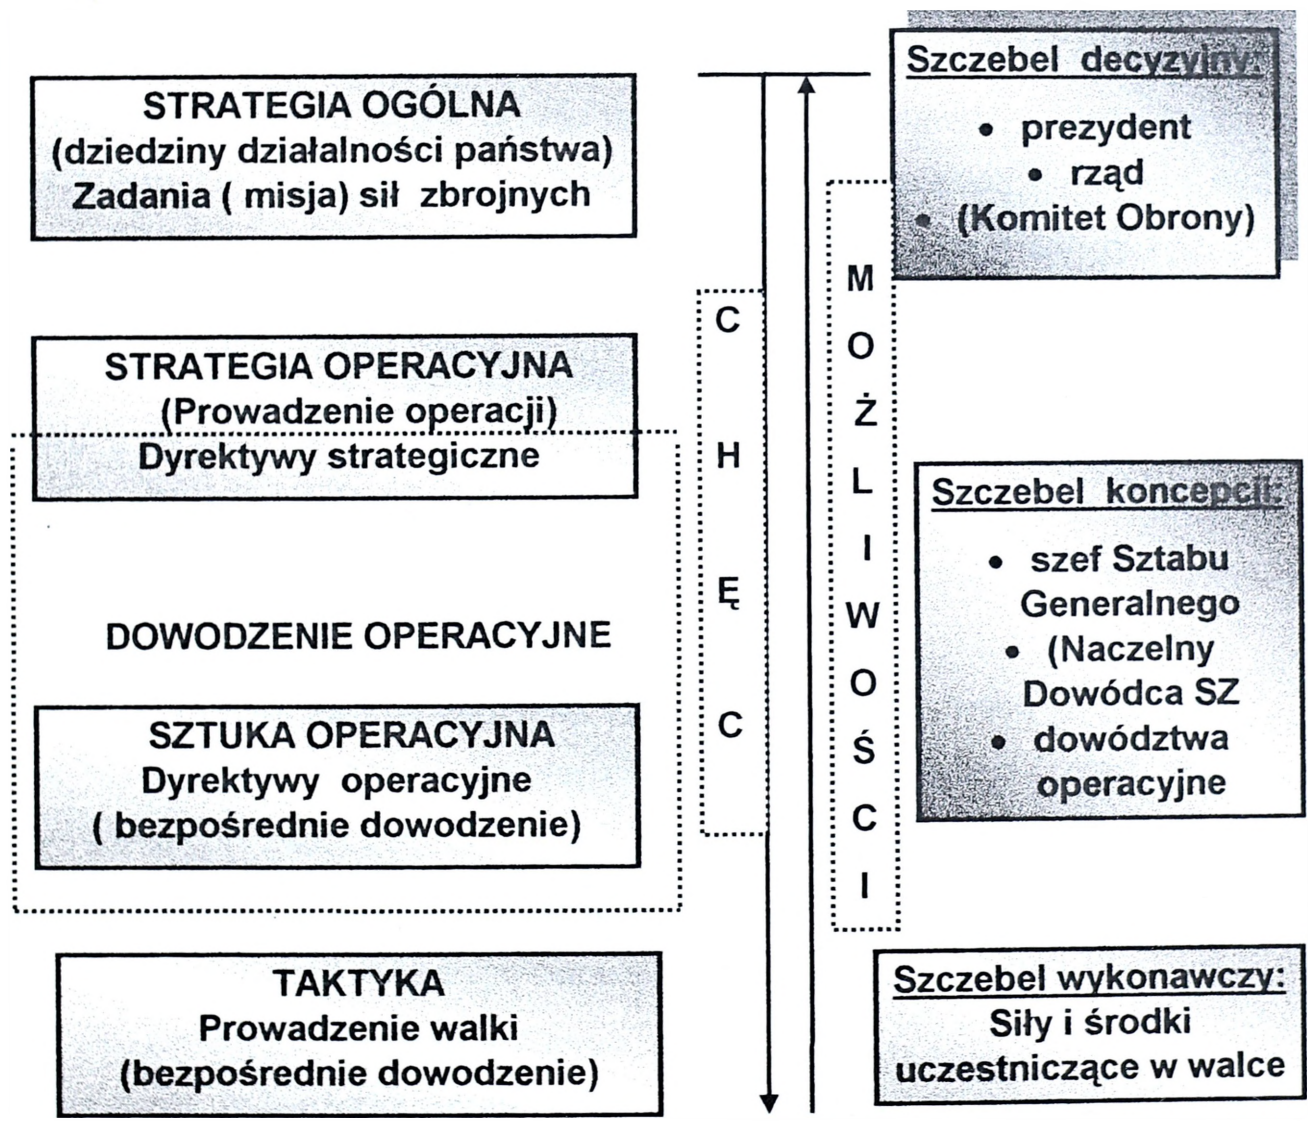 STRATEGIA OGÓLNA
(dziedziny działalności państwa)
Zadania ( misja) sił zbrojnych
STRATEGIA OPERACYJNA
(Prowadzenie operacji)
Dyrektywy strategiczne
DOWODZENIE OPERACYJNE
SZTUKA OPERACYJNA
Dyrektywy operacyjne
( bezpośrednie dowodzenie)
TAKTYKA
Prowadzenie walki
(bezpośrednie dowodzenie)
C
H
Ę
C
M
O
Ż
L
I
W
O
Ś
C
I
Szczebel decyzyjny:
• prezydent
• rząd
• (Komitet Obrony)
Szczebel koncepcji:
• szef Sztabu
Generalnego
• (Naczelny
Dowódca SZ
• dowództwa
operacyjne
Szczebel wykonawczy:
Siły i środki
uczestniczące w walce